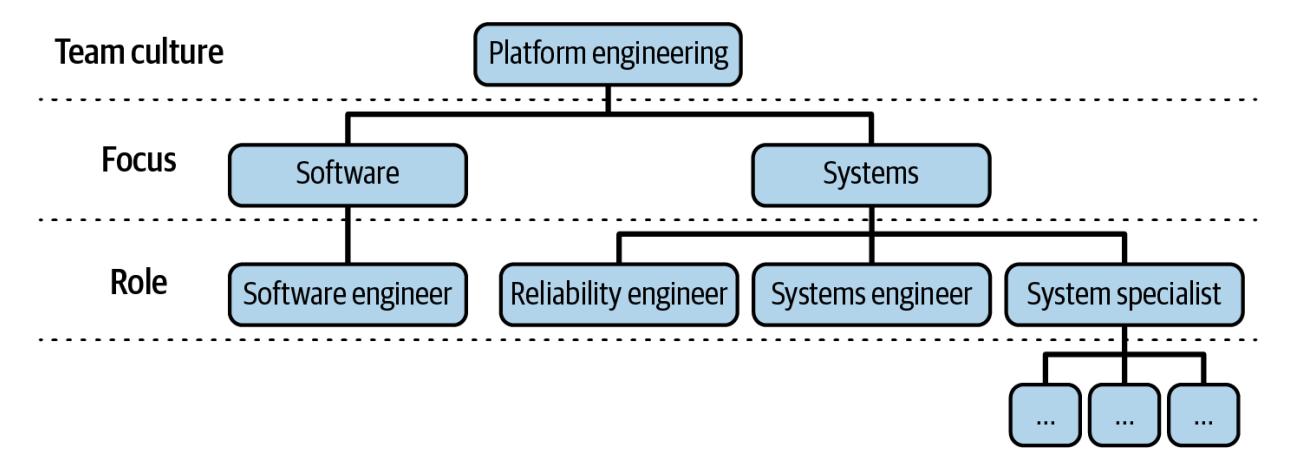 Team culture
Platform engineering
Focus
Software
Systems
Role
Software engineer
Reliability engineer
Systems engineer
System specialist
...
...
...